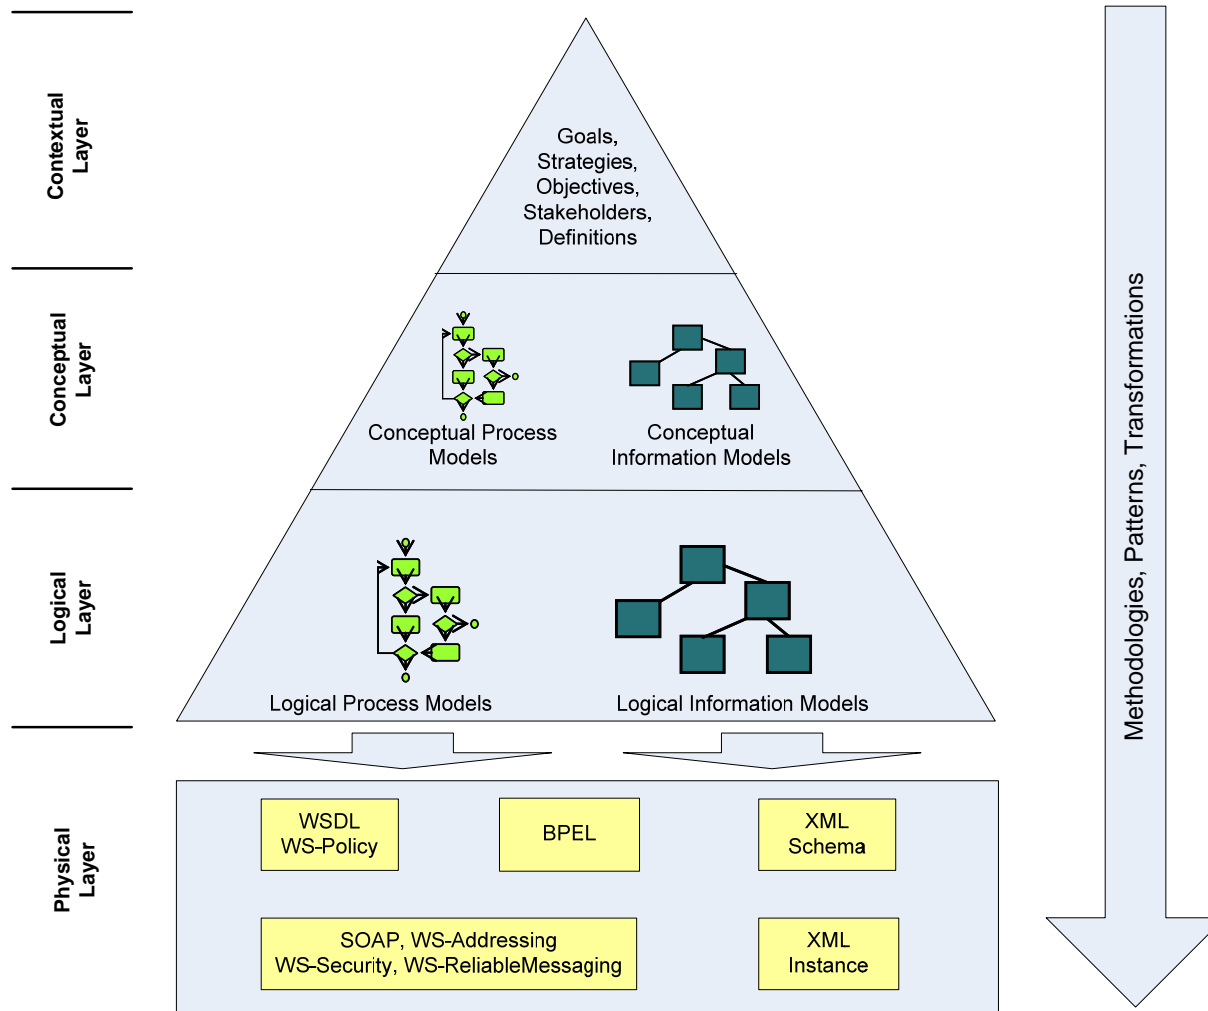 Contextual
Layer
Goals,
Strategies,
Objectives,
Stakeholders,
Definitions
Conceptual
Layer
Conceptual Process
Models
Conceptual
Information Models
Logical
Layer
Logical Process Models
Logical Information Models
Physical
Layer
WSDL
WS-Policy
BPEL
XML
Schema
SOAP, WS-Addressing
WS-Security, WS-ReliableMessaging
XML
Instance
Methodologies, Patterns, Transformations